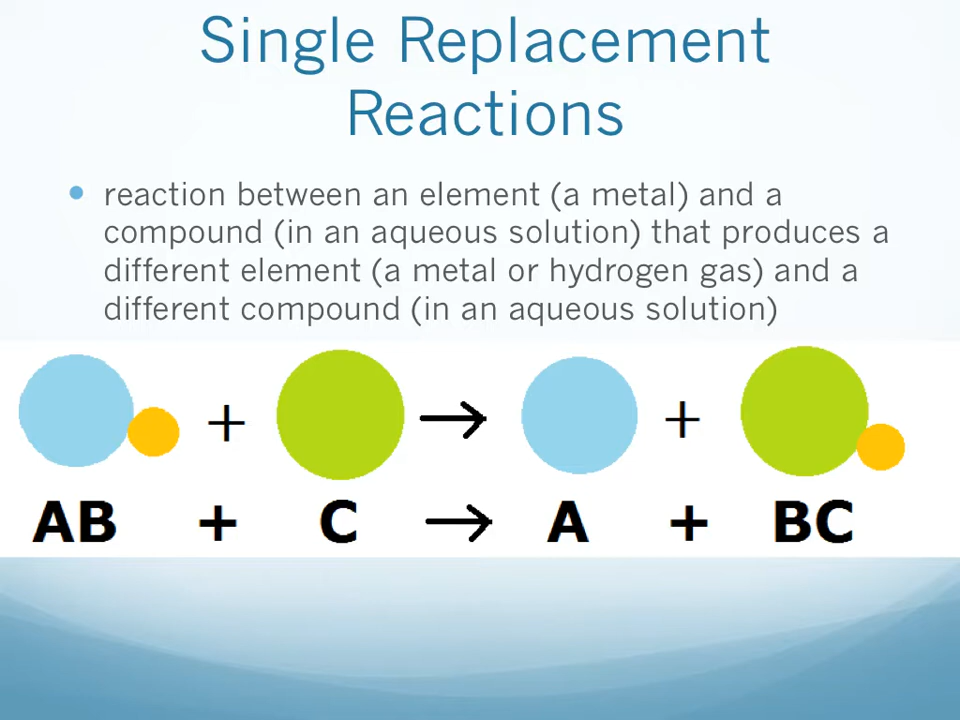 Single Replacement
Reactions
• reaction between an element (a metal) and a
compound (in an aqueous solution) that produces a
different element (a metal or hydrogen gas) and a
different compound (in an aqueous solution)
+ → +
AB + C → A + BC